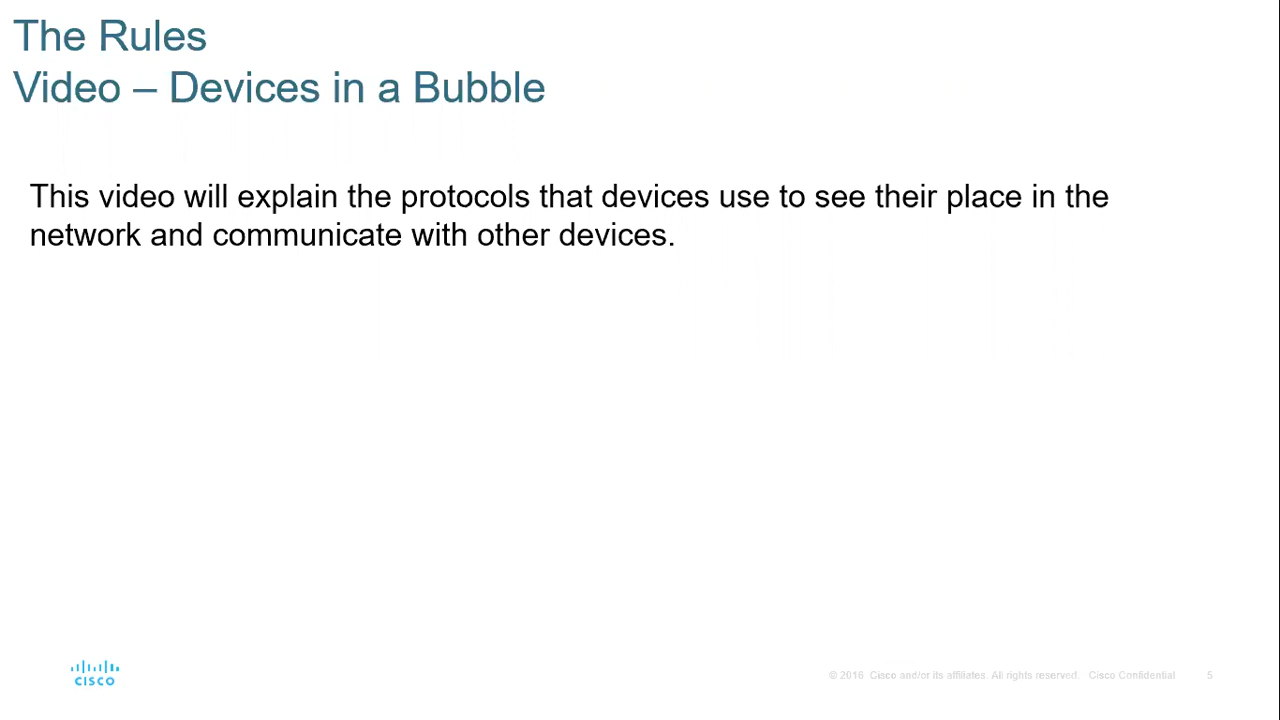 The Rules
Video – Devices in a Bubble
This video will explain the protocols that devices use to see their place in the
network and communicate with other devices.
CISCO
© 2016 Cisco and/or its affiliates. All rights reserved. Cisco Confidential 5